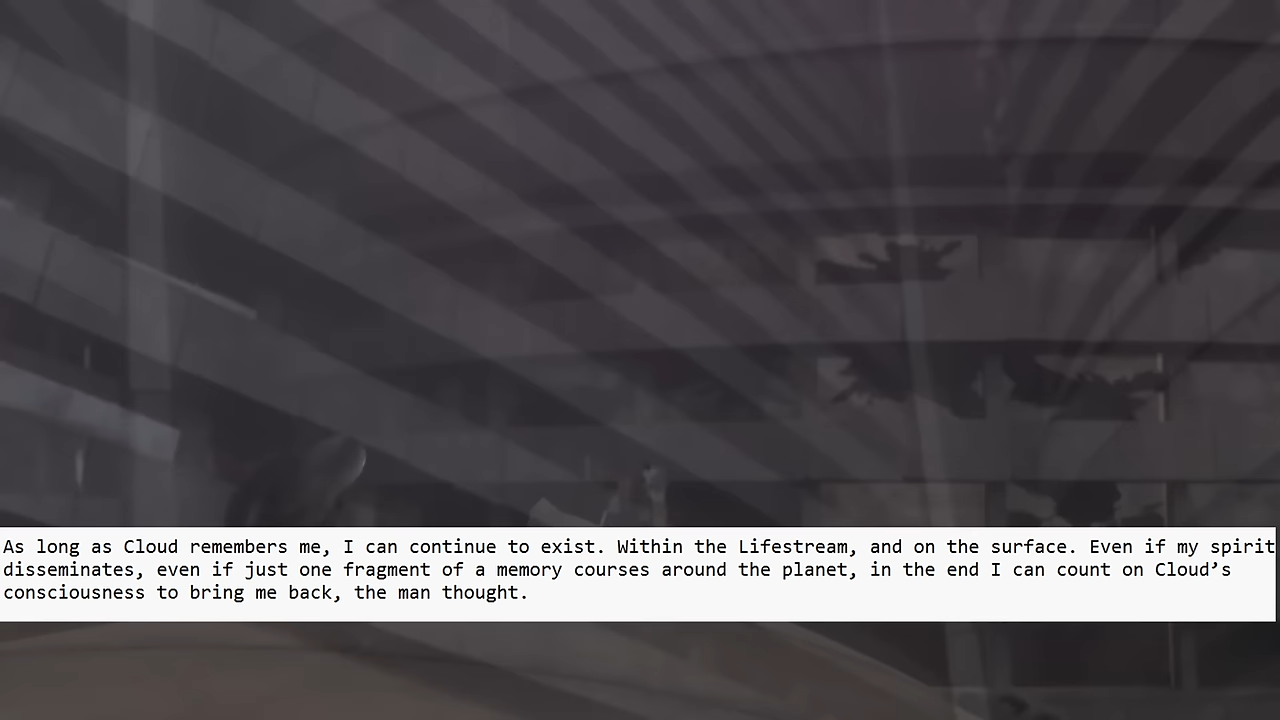 As long as Cloud remembers me, I can continue to exist. Within the Lifestream, and on the surface. Even if my spirit
disseminates, even if just one fragment of a memory courses around the planet, in the end I can count on Cloud’s
consciousness to bring me back, the man thought.